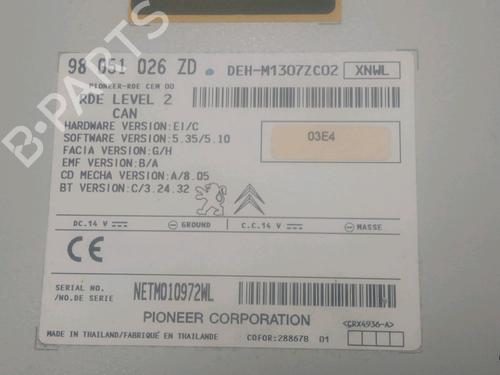 98 051 026 ZD DEH-M1307ZC02 XNWL
PIONEER-RDE CEM 00
RDE LEVEL 2
CAN
HARDWARE VERSION:EI/C
SOFTWARE VERSION:5.35/5.10
FACIA VERSION:G/H
EMF VERSION:B/A
CD MECHA VERSION:A/8.05
BT VERSION:C/3.24.32
03E4
DC.14 V GROUND C.C.14 V MASSE
CE
SERIAL NO.
/NO.DE SERIE
NETM010972WL
PIONEER CORPORATION
<GRX4936-A>
MADE IN THAILAND/FABRIQUÉ EN THAILANDE
COFOR:28867B 01
B-PARTS